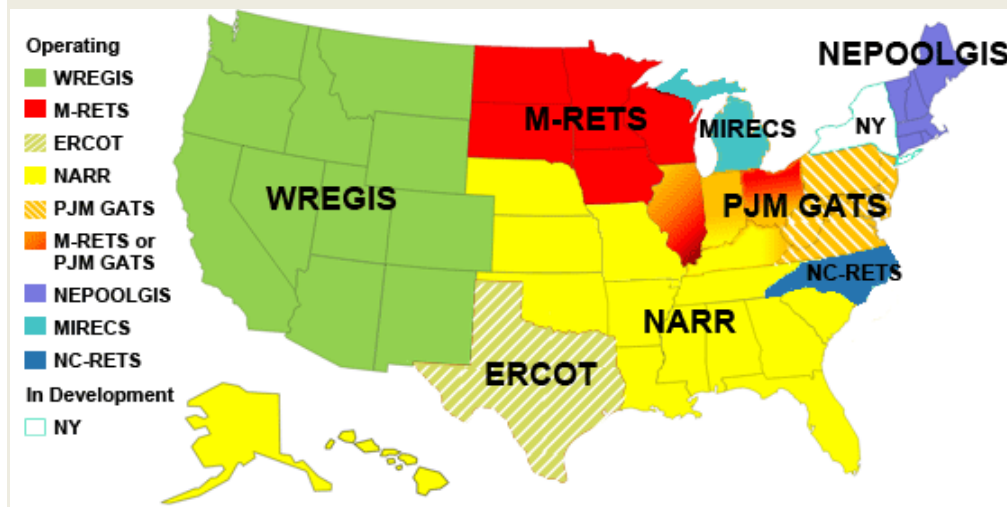 Operating
WREGIS
M-RETS
ERCOT
NARR
PJM GATS
M-RETS or
PJM GATS
NEPOOLGIS
MIRECS
NC-RETS
In Development
NY
NEPOOLGIS
M-RETS
MIRECS
NY
WREGIS
PJM GATS
NC-RETS
NARR
ERCOT